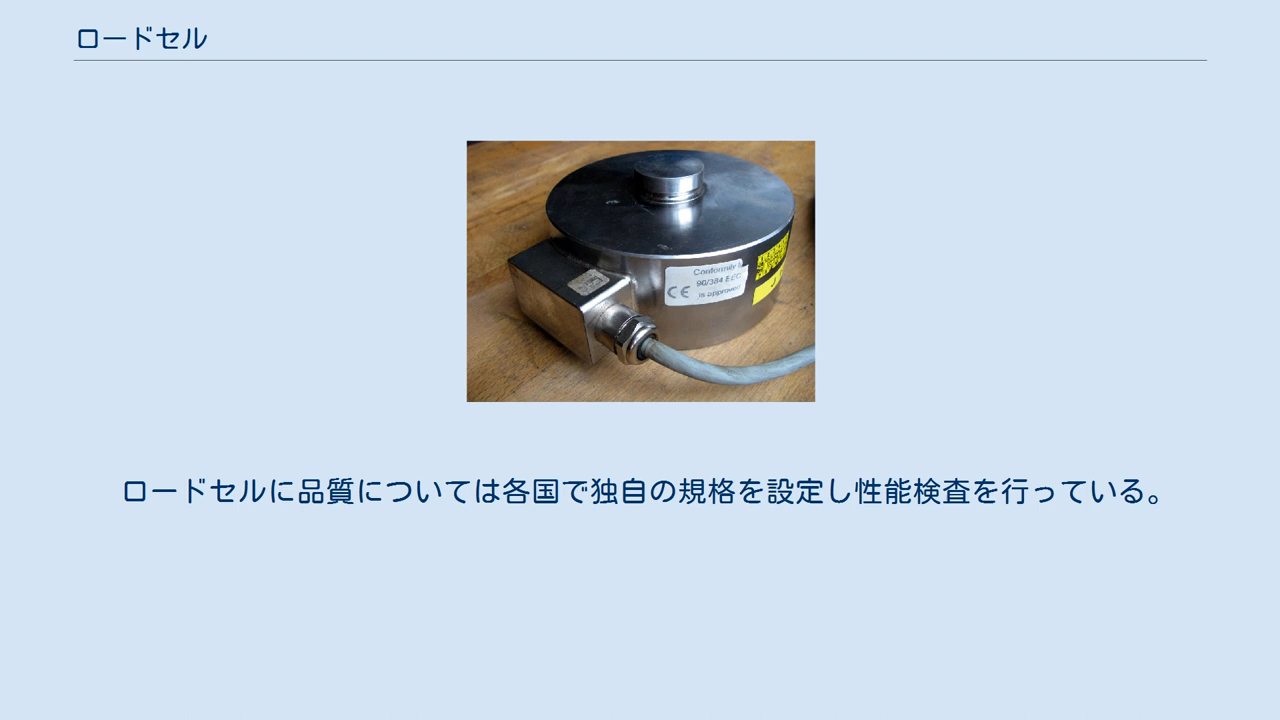 ロードセル
Conformity
90/384 EEC
CE is approved
ロードセルに品質については各国で独自の規格を設定し性能検査を行っている。